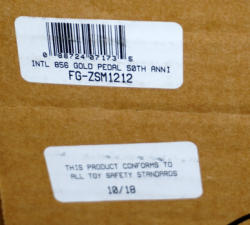 0 88724 07173 5
INTL 856 GOLD PEDAL 50TH ANNI
FG-ZSM1212
THIS PRODUCT CONFORMS TO
ALL TOY SAFETY STANDARDS
10/18